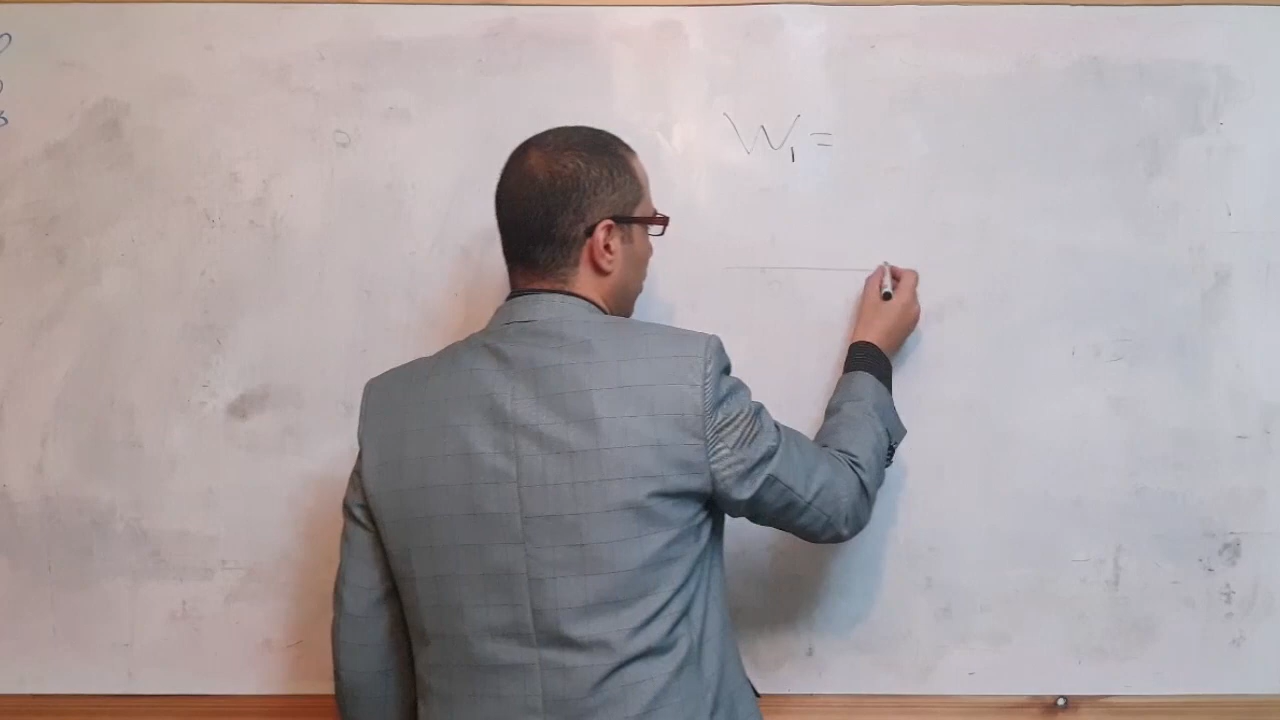 W₁ =